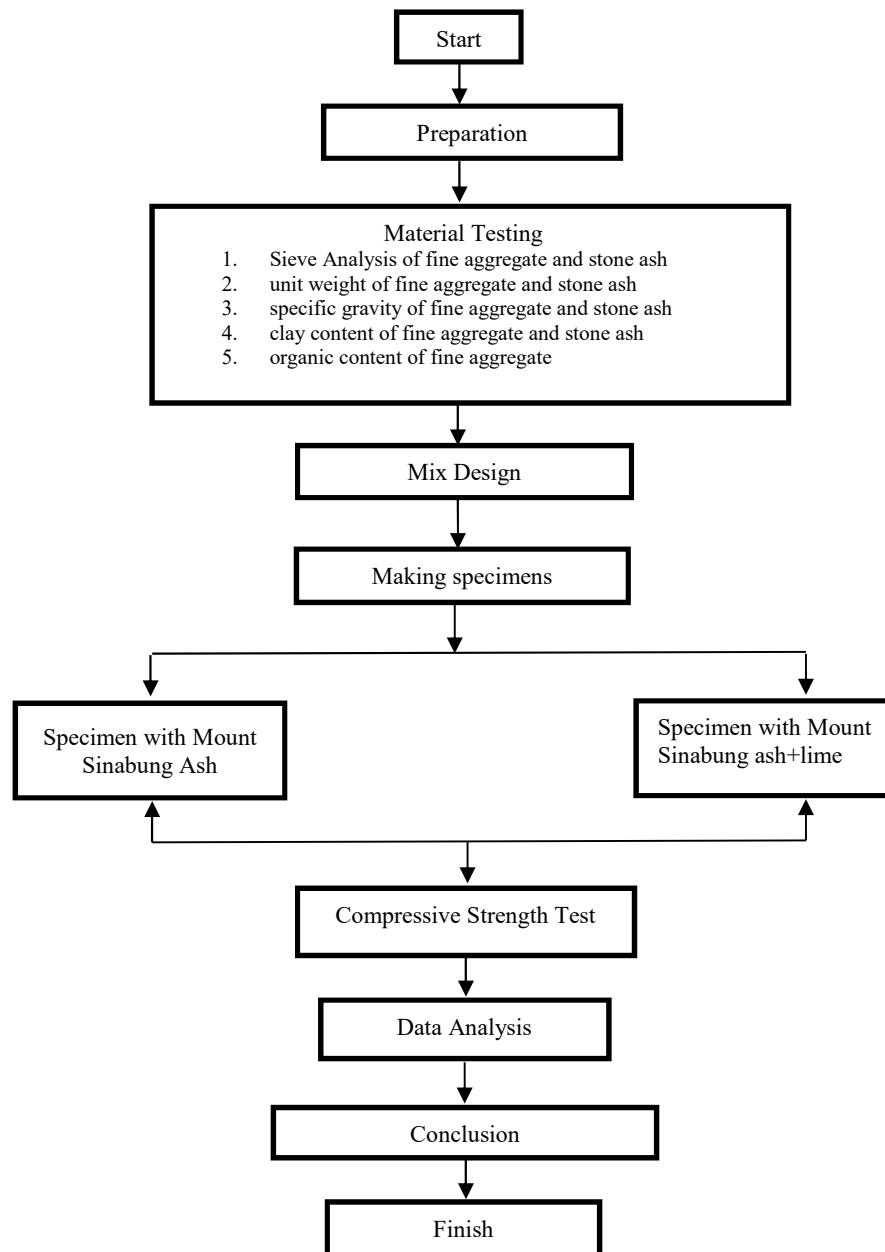 Start
Preparation
Material Testing
1. Sieve Analysis of fine aggregate and stone ash
2. unit weight of fine aggregate and stone ash
3. specific gravity of fine aggregate and stone ash
4. clay content of fine aggregate and stone ash
5. organic content of fine aggregate
Mix Design
Making specimens
Specimen with Mount
Sinabung Ash
Specimen with Mount
Sinabung ash+lime
Compressive Strength Test
Data Analysis
Conclusion
Finish